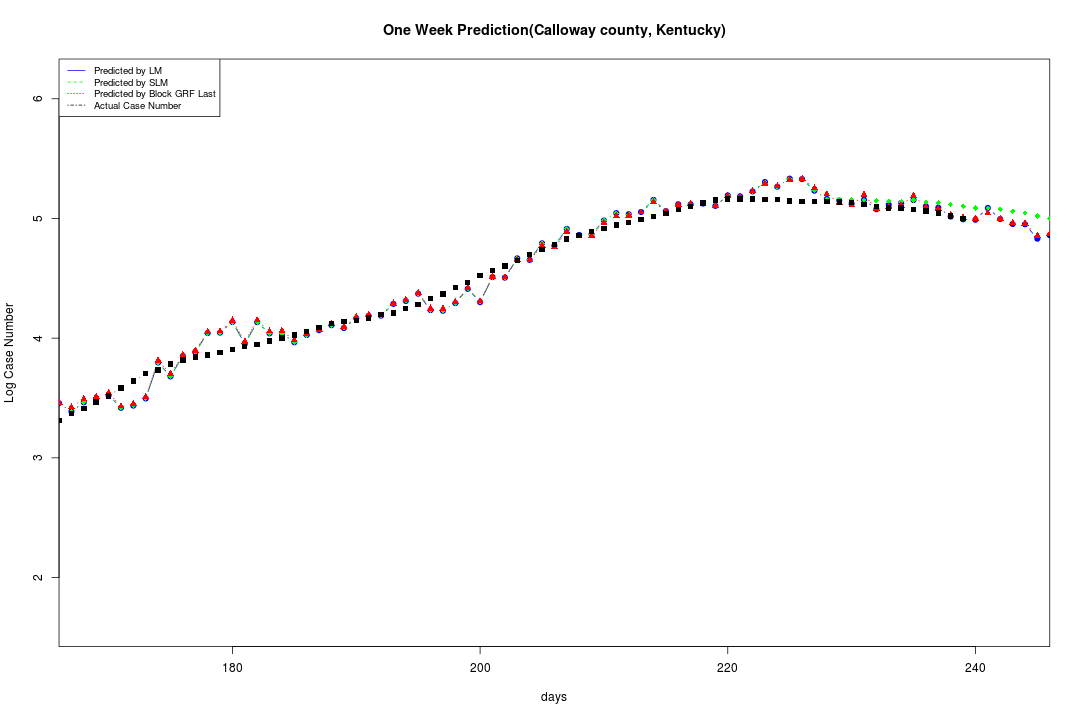 One Week Prediction(Calloway county, Kentucky)
Predicted by LM
Predicted by SLM
Predicted by Block GRF Last
Actual Case Number
6
5
4
3
2
Log Case Number
180 200 220 240
days